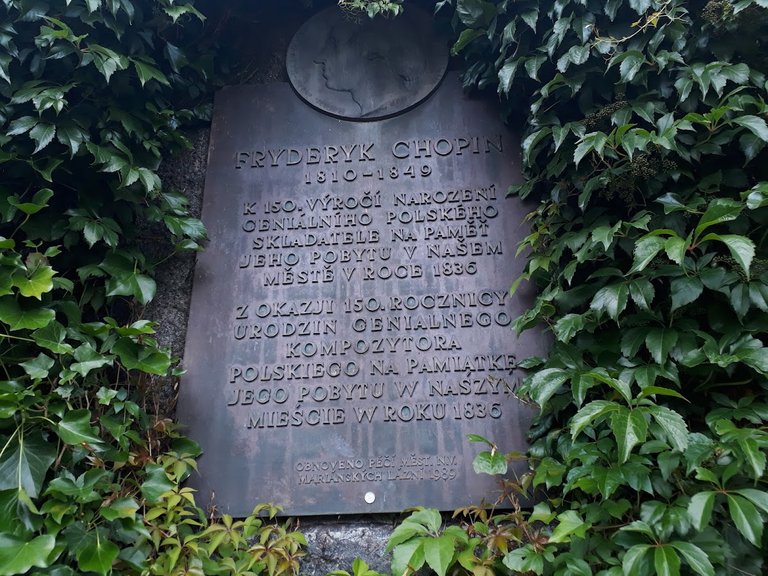 FRYDERYK CHOPIN
1810-1849
K 150. VÝROČÍ NAROZENÍ
GENIÁLNÍHO POLSKÉHO
SKLADATELE NA PAMĚŤ
JEHO POBYTU V NAŠEM
MĚSTĚ V ROCE 1836
Z OKAZJI 150. ROCZNICY
URODZIN GENIALNEGO
KOMPOZYTORA
POLSKIEGO NA PAMIĄTKĘ
JEGO POBYTU W NASZYM
MIEŚCIE W ROKU 1836
OBNOVENO PÉČÍ MĚST. N.V.
MARIÁNSKÝCH LÁZNÍ 1989